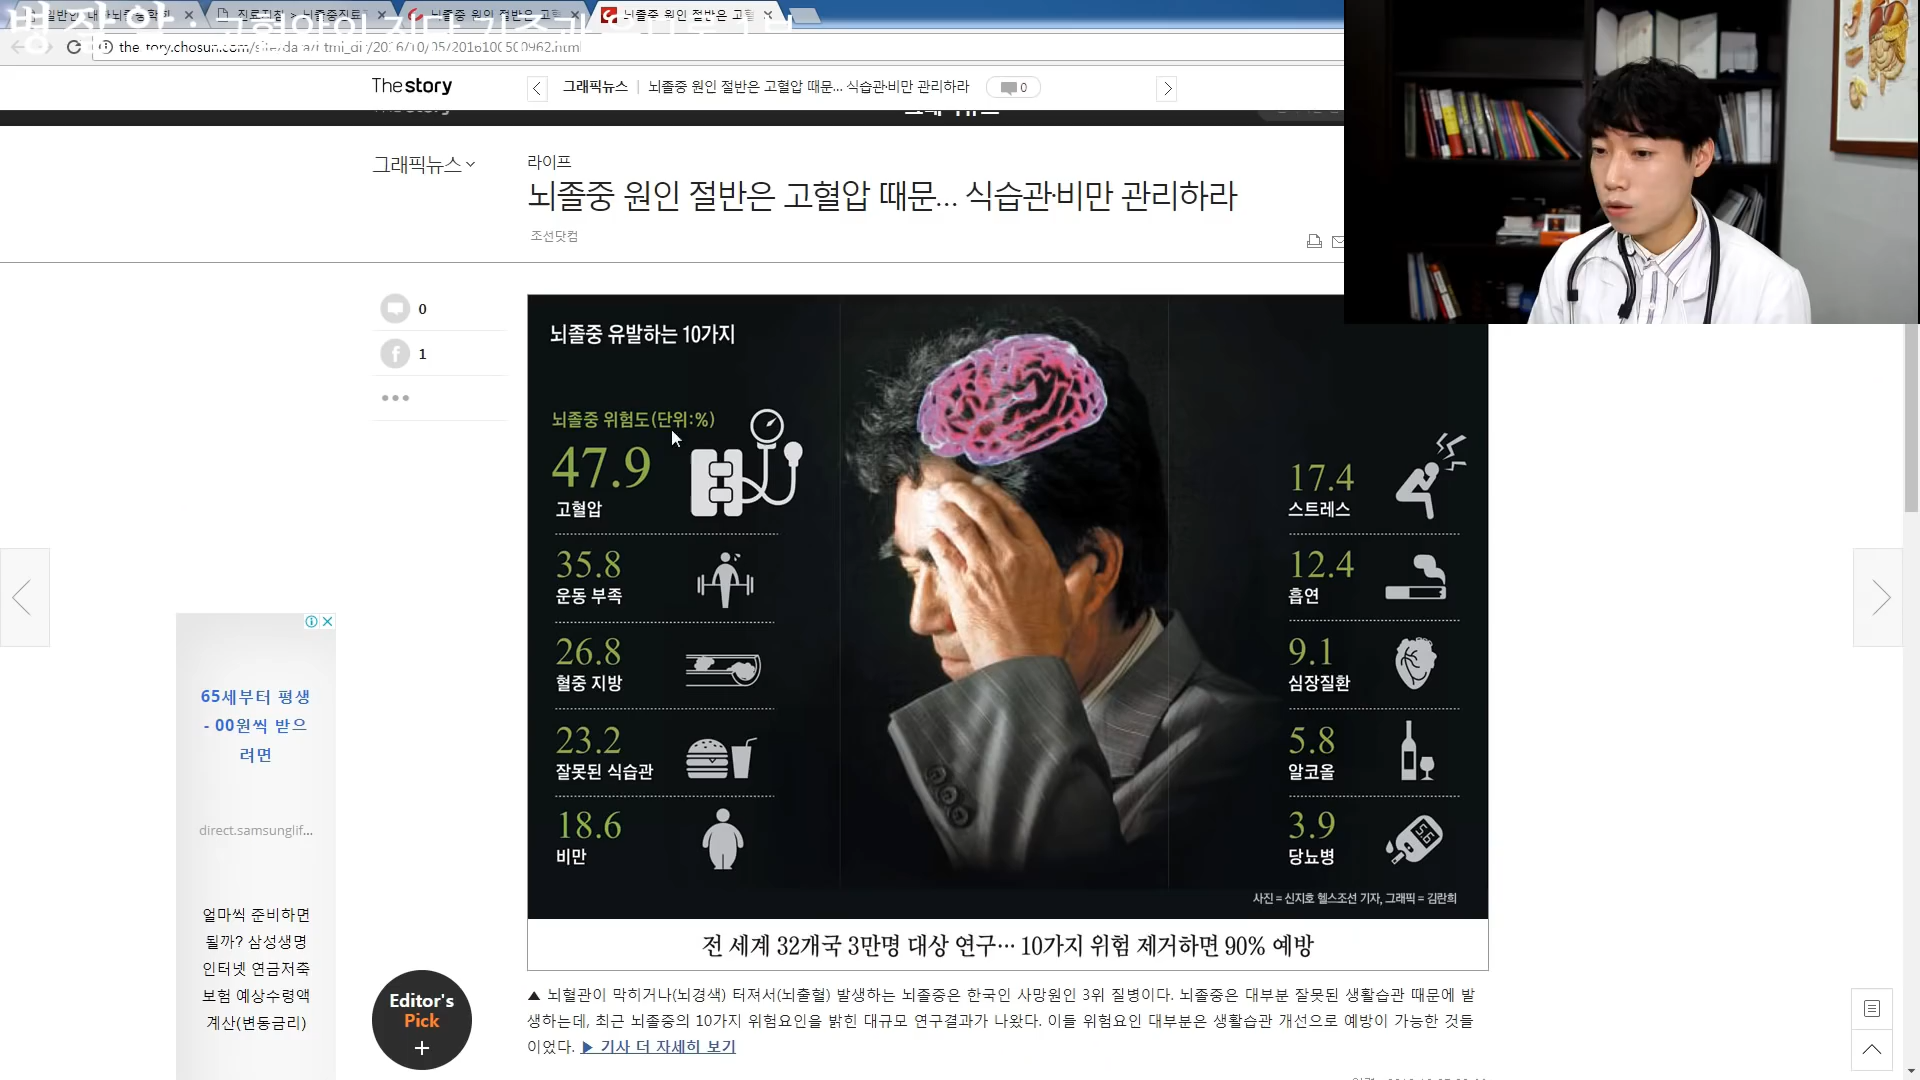 뇌졸중 원인 절반은 고혈
The story
그래픽뉴스 | 뇌졸중 원인 절반은 고혈압 때문... 식습관·비만 관리하라
0
그래픽뉴스
라이프
뇌졸중 원인 절반은 고혈압 때문... 식습관·비만 관리하라
조선닷컴
0
1
뇌졸중 유발하는 10가지
뇌졸중 위험도(단위:%)
47.9
고혈압
35.8
운동 부족
26.8
혈중 지방
23.2
잘못된 식습관
18.6
비만
17.4
스트레스
12.4
흡연
9.1
심장질환
5.8
알코올
3.9
당뇨병
사진 = 신지호 헬스조선 기자, 그래픽 = 김란희
전 세계 32개국 3만명 대상 연구… 10가지 위험 제거하면 90% 예방
▲ 뇌혈관이 막히거나(뇌경색) 터져서(뇌출혈) 발생하는 뇌졸중은 한국인 사망원인 3위 질병이다. 뇌졸중은 대부분 잘못된 생활습관 때문에 발
생하는데, 최근 뇌졸중의 10가지 위험요인을 밝힌 대규모 연구결과가 나왔다. 이들 위험요인 대부분은 생활습관 개선으로 예방이 가능한 것들
이었다. ▶ 기사 더 자세히 보기
65세부터 평생
- 00원씩 받으
려면
direct.samsunglif...
얼마씩 준비하면
될까? 삼성생명
인터넷 연금저축
보험 예상수령액
계산(변동금리)
Editor's
Pick
+